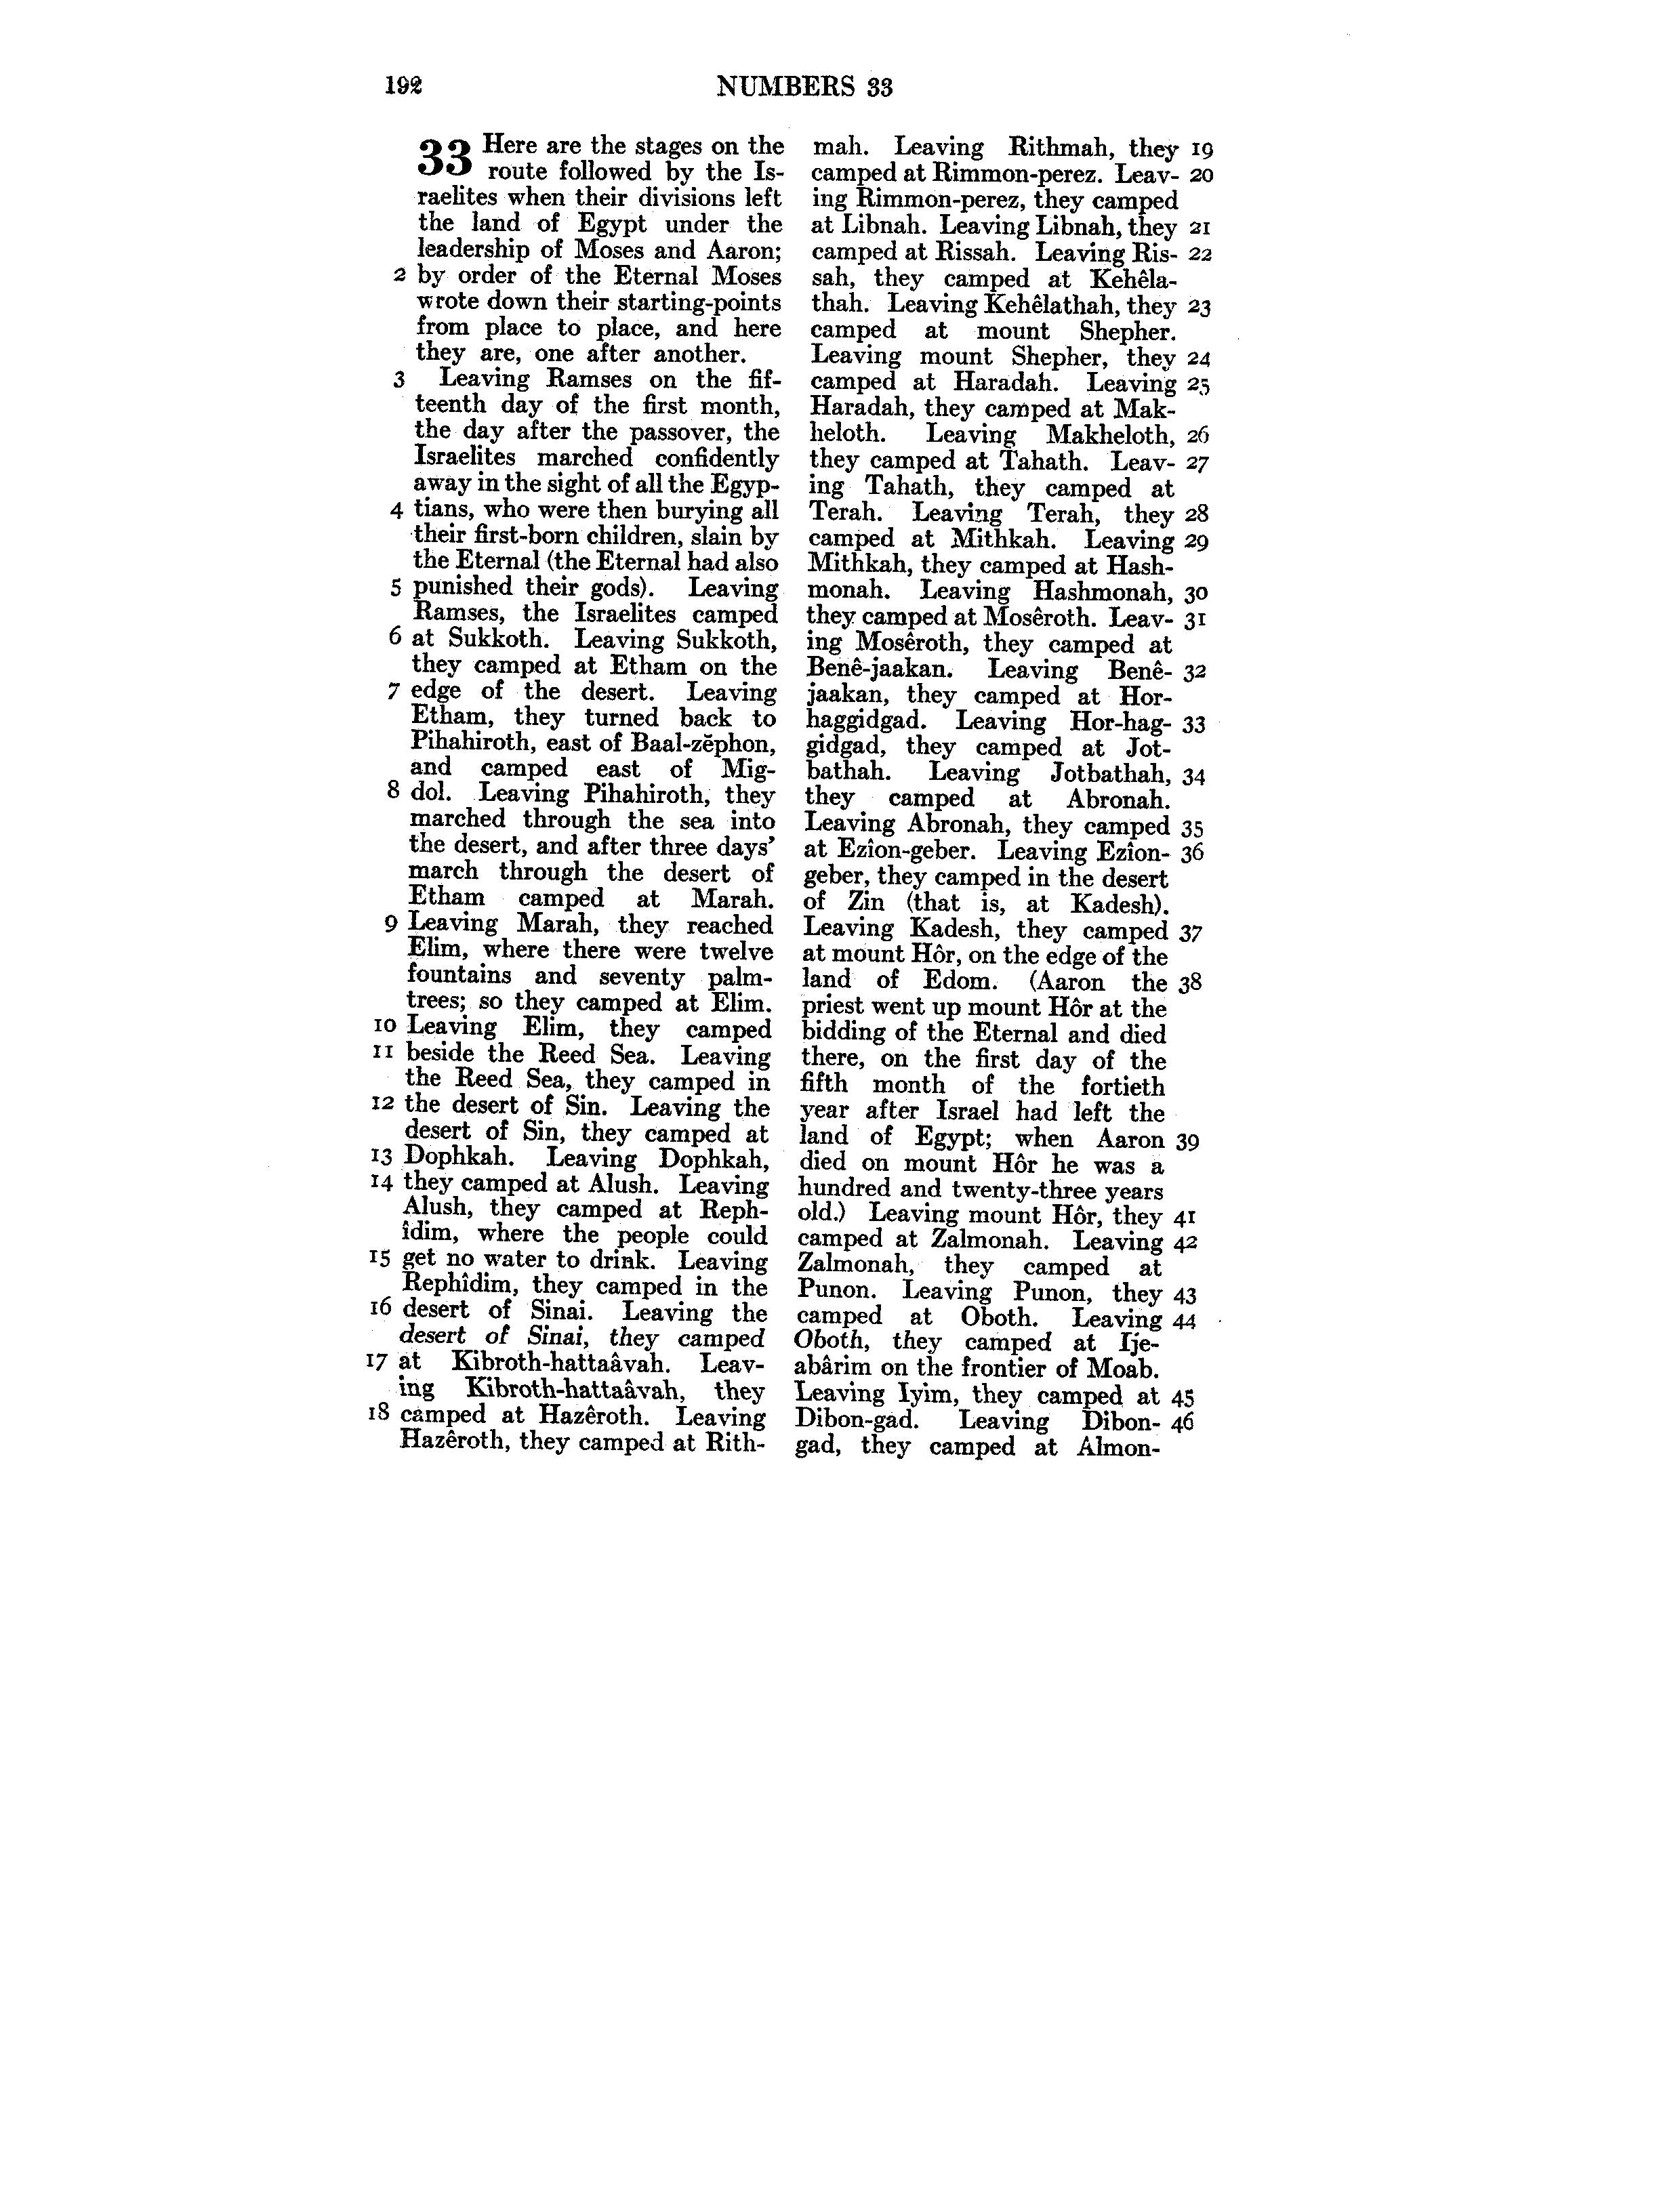 192 NUMBERS 33
33 Here are the stages on the
route followed by the Is-
raelites when their divisions left
the land of Egypt under the
leadership of Moses and Aaron;
2 by order of the Eternal Moses
wrote down their starting-points
from place to place, and here
they are, one after another.
3 Leaving Ramses on the fif-
teenth day of the first month,
the day after the passover, the
Israelites marched confidently
away in the sight of all the Egyp-
4 tians, who were then burying all
their first-born children, slain by
the Eternal (the Eternal had also
5 punished their gods). Leaving
Ramses, the Israelites camped
6 at Sukkoth. Leaving Sukkoth,
they camped at Etham on the
7 edge of the desert. Leaving
Etham, they turned back to
Pihahiroth, east of Baal-zĕphon,
and camped east of Mig-
8 dol. Leaving Pihahiroth, they
marched through the sea into
the desert, and after three days'
march through the desert of
Etham camped at Marah.
9 Leaving Marah, they reached
Elim, where there were twelve
fountains and seventy palm-
trees; so they camped at Elim.
10 Leaving Elim, they camped
11 beside the Reed Sea. Leaving
the Reed Sea, they camped in
12 the desert of Sin. Leaving the
desert of Sin, they camped at
13 Dophkah. Leaving Dophkah,
14 they camped at Alush. Leaving
Alush, they camped at Reph-
îdim, where the people could
15 get no water to drink. Leaving
Rephîdim, they camped in the
16 desert of Sinai. Leaving the
desert of Sinai, they camped
17 at Kibroth-hattaâvah. Leav-
ing Kibroth-hattaâvah, they
18 camped at Hazêroth. Leaving
Hazêroth, they camped at Rith-
mah. Leaving Rithmah, they 19
camped at Rimmon-perez. Leav- 20
ing Rimmon-perez, they camped
at Libnah. Leaving Libnah, they 21
camped at Rissah. Leaving Ris- 22
sah, they camped at Kehêla-
thah. Leaving Kehêlathah, they 23
camped at mount Shepher.
Leaving mount Shepher, they 24
camped at Haradah. Leaving 25
Haradah, they camped at Mak-
heloth. Leaving Makheloth, 26
they camped at Tahath. Leav- 27
ing Tahath, they camped at
Terah. Leaving Terah, they 28
camped at Mithkah. Leaving 29
Mithkah, they camped at Hash-
monah. Leaving Hashmonah, 30
they camped at Mosêroth. Leav- 31
ing Mosêroth, they camped at
Benê-jaakan. Leaving Benê- 32
jaakan, they camped at Hor-
haggidgad. Leaving Hor-hag- 33
gidgad, they camped at Jot-
bathah. Leaving Jotbathah, 34
they camped at Abronah.
Leaving Abronah, they camped 35
at Ezîon-geber. Leaving Ezîon- 36
geber, they camped in the desert
of Zin (that is, at Kadesh).
Leaving Kadesh, they camped 37
at mount Hôr, on the edge of the
land of Edom. (Aaron the 38
priest went up mount Hôr at the
bidding of the Eternal and died
there, on the first day of the
fifth month of the fortieth
year after Israel had left the
land of Egypt; when Aaron 39
died on mount Hôr he was a
hundred and twenty-three years
old.) Leaving mount Hôr, they 41
camped at Zalmonah. Leaving 42
Zalmonah, they camped at
Punon. Leaving Punon, they 43
camped at Oboth. Leaving 44
Oboth, they camped at Ije-
abârim on the frontier of Moab.
Leaving Iyim, they camped at 45
Dibon-gad. Leaving Dibon- 46
gad, they camped at Almon-